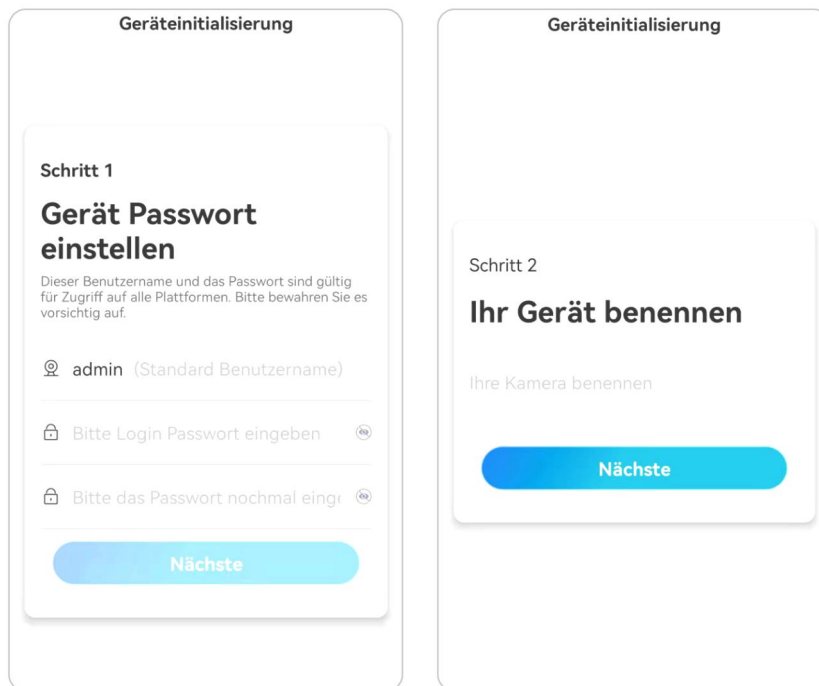 Geräteinitialisierung
Schritt 1
Gerät Passwort
einstellen
Dieser Benutzername und das Passwort sind gültig
für Zugriff auf alle Plattformen. Bitte bewahren Sie es
vorsichtig auf.
admin (Standard Benutzername)
Bitte Login Passwort eingeben
Bitte das Passwort nochmal einge
Nächste
Geräteinitialisierung
Schritt 2
Ihr Gerät benennen
Ihre Kamera benennen
Nächste